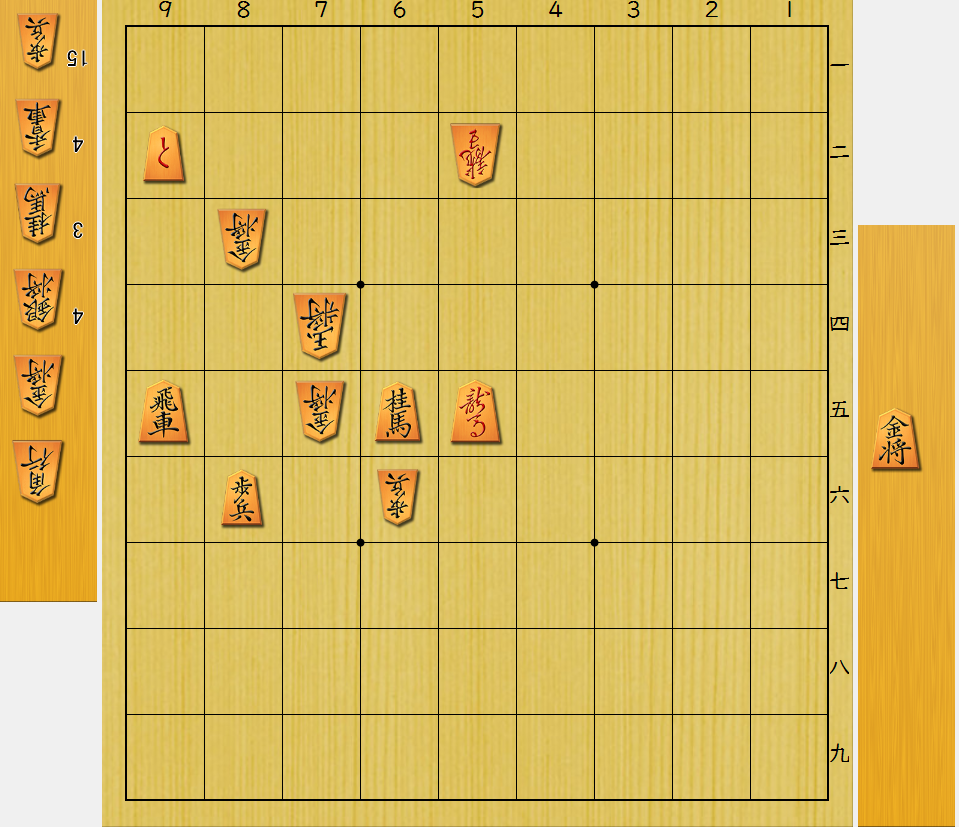 9 8 7 6 5 4 3 2 1
歩兵 15
香車 4
桂馬 3
銀将 4
金将
角行
一
と 龍王 二
金将 三
玉将 四
飛車 金将 桂馬 龍馬 五
歩兵 歩兵 六
七
八
九
金将